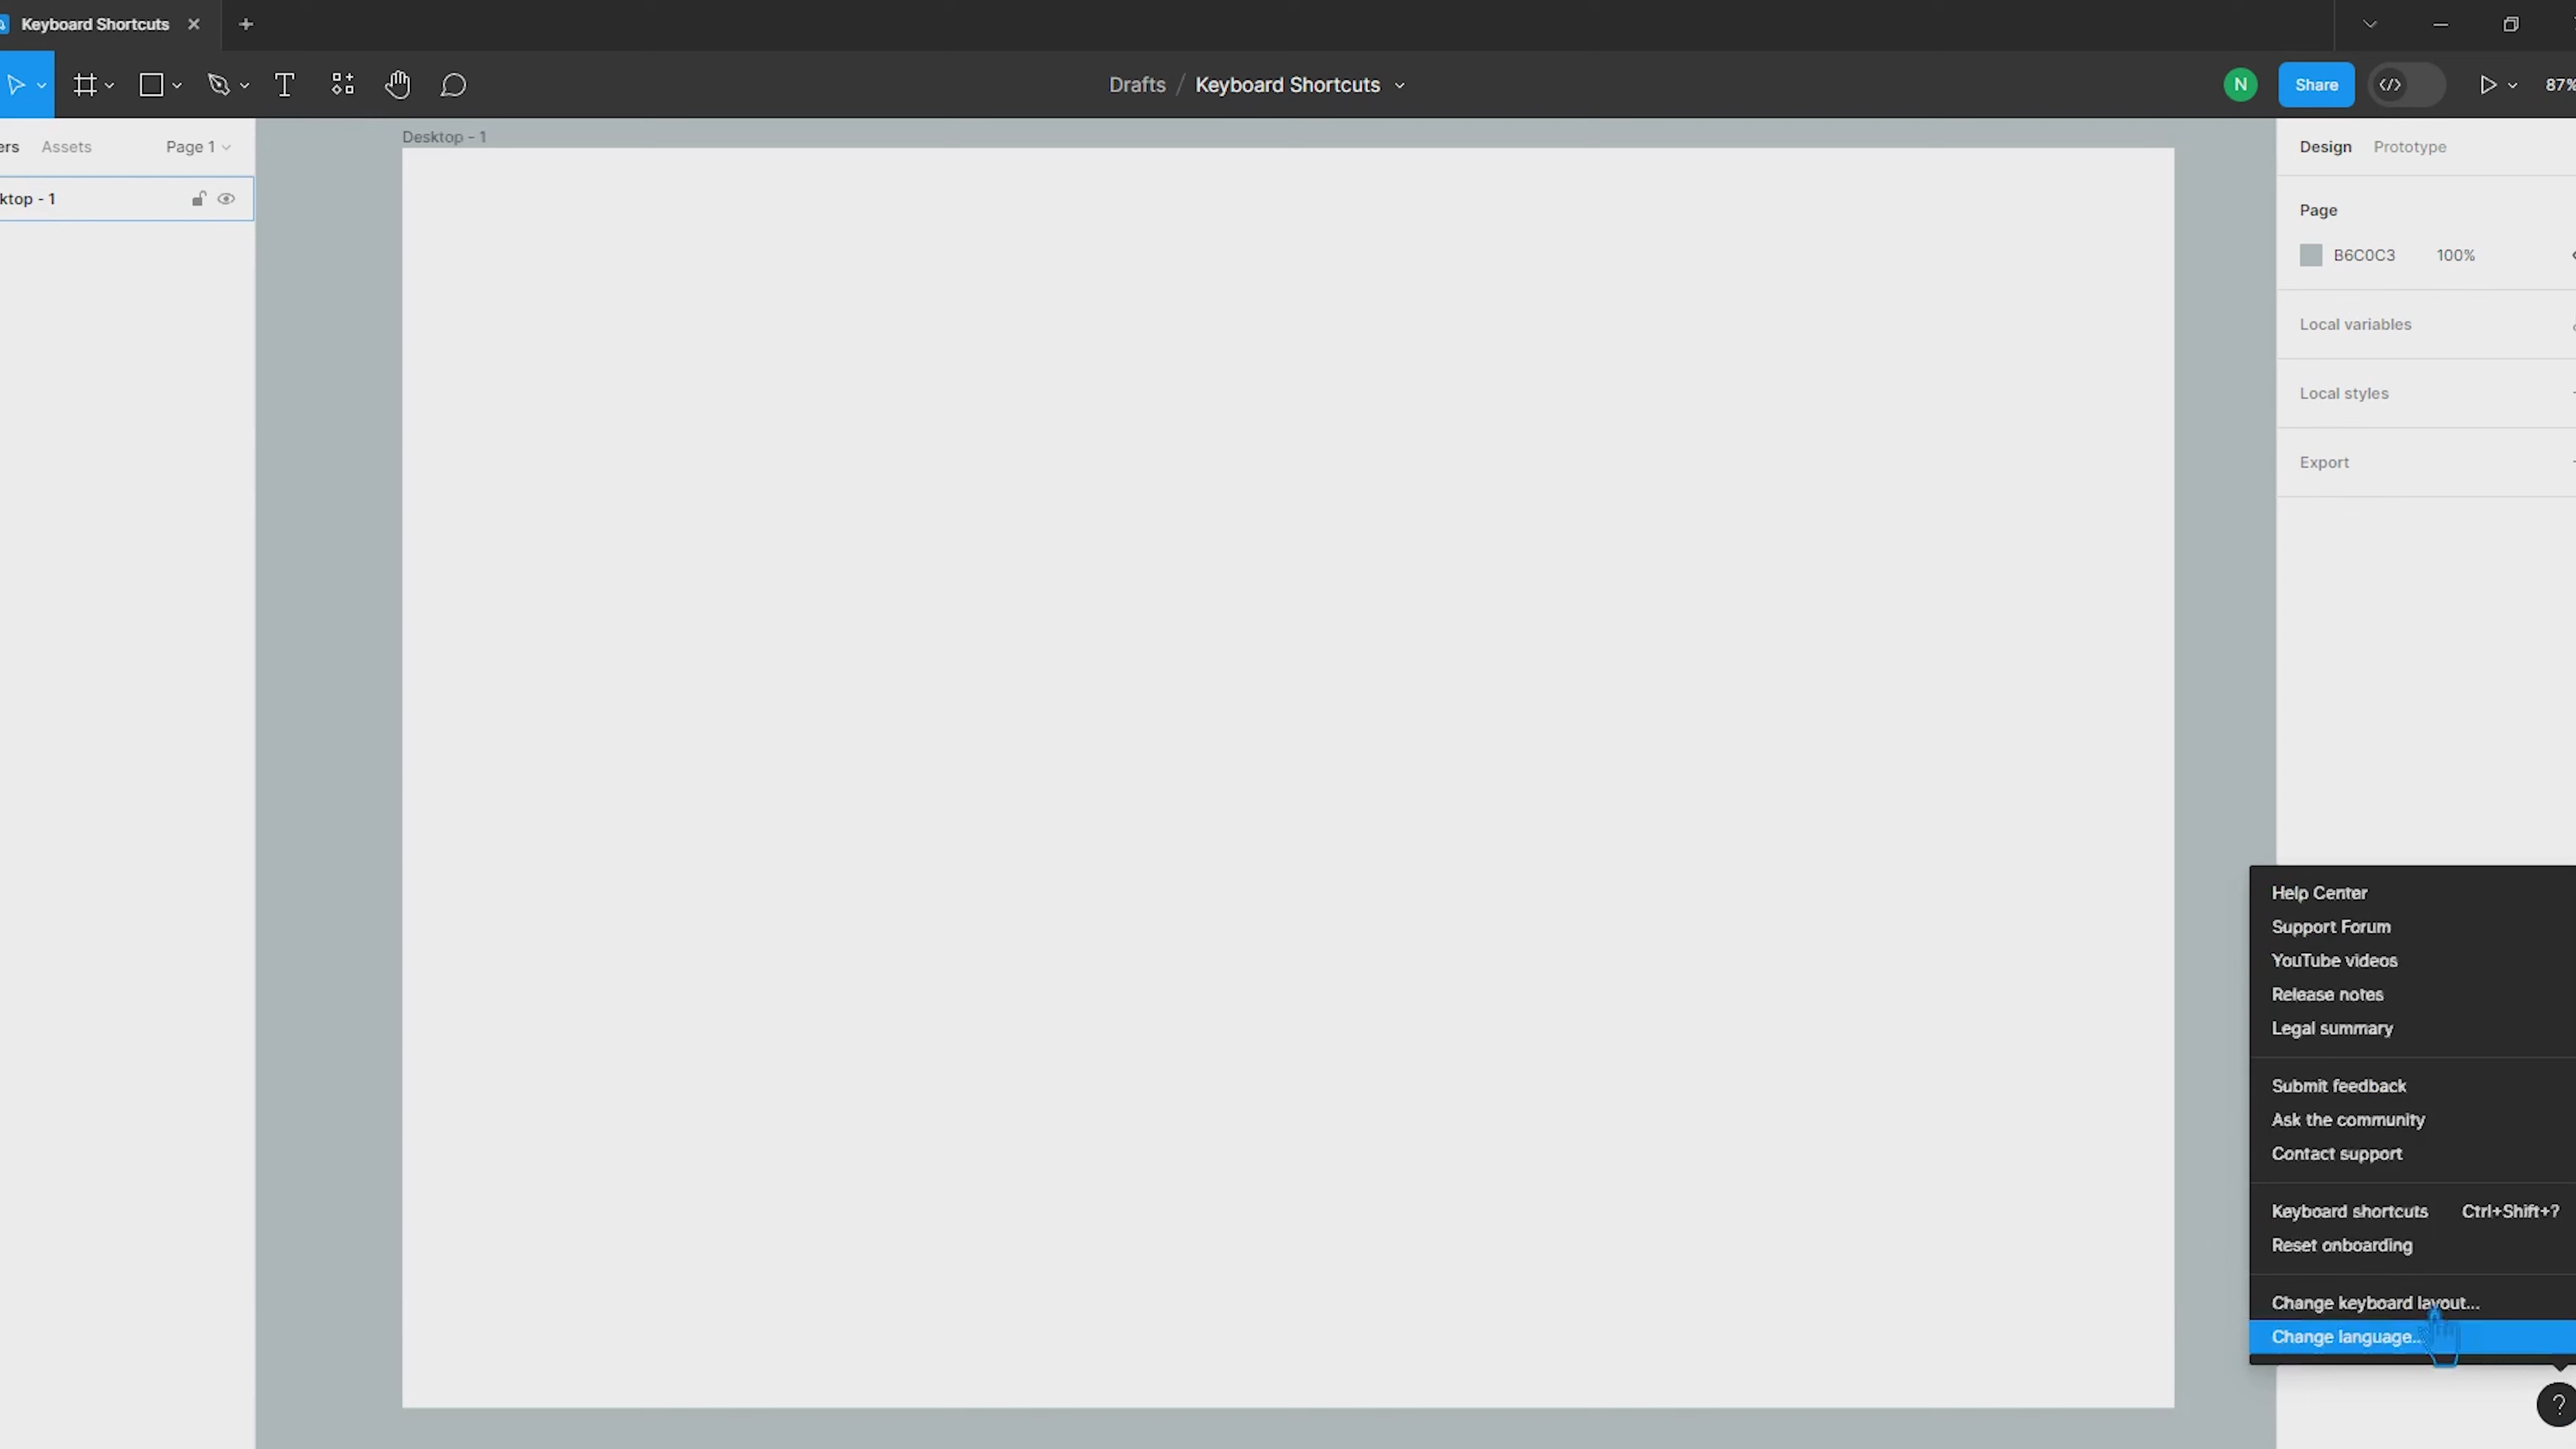 Keyboard Shortcuts
Drafts / Keyboard Shortcuts
N
Share
87%
ers Assets Page 1
ktop - 1
Desktop - 1
Design Prototype
Page
B6C0C3 100%
Local variables
Local styles
Export
Help Center
Support Forum
YouTube videos
Release notes
Legal summary
Submit feedback
Ask the community
Contact support
Keyboard shortcuts Ctrl+Shift+?
Reset onboarding
Change keyboard layout...
Change language...
?